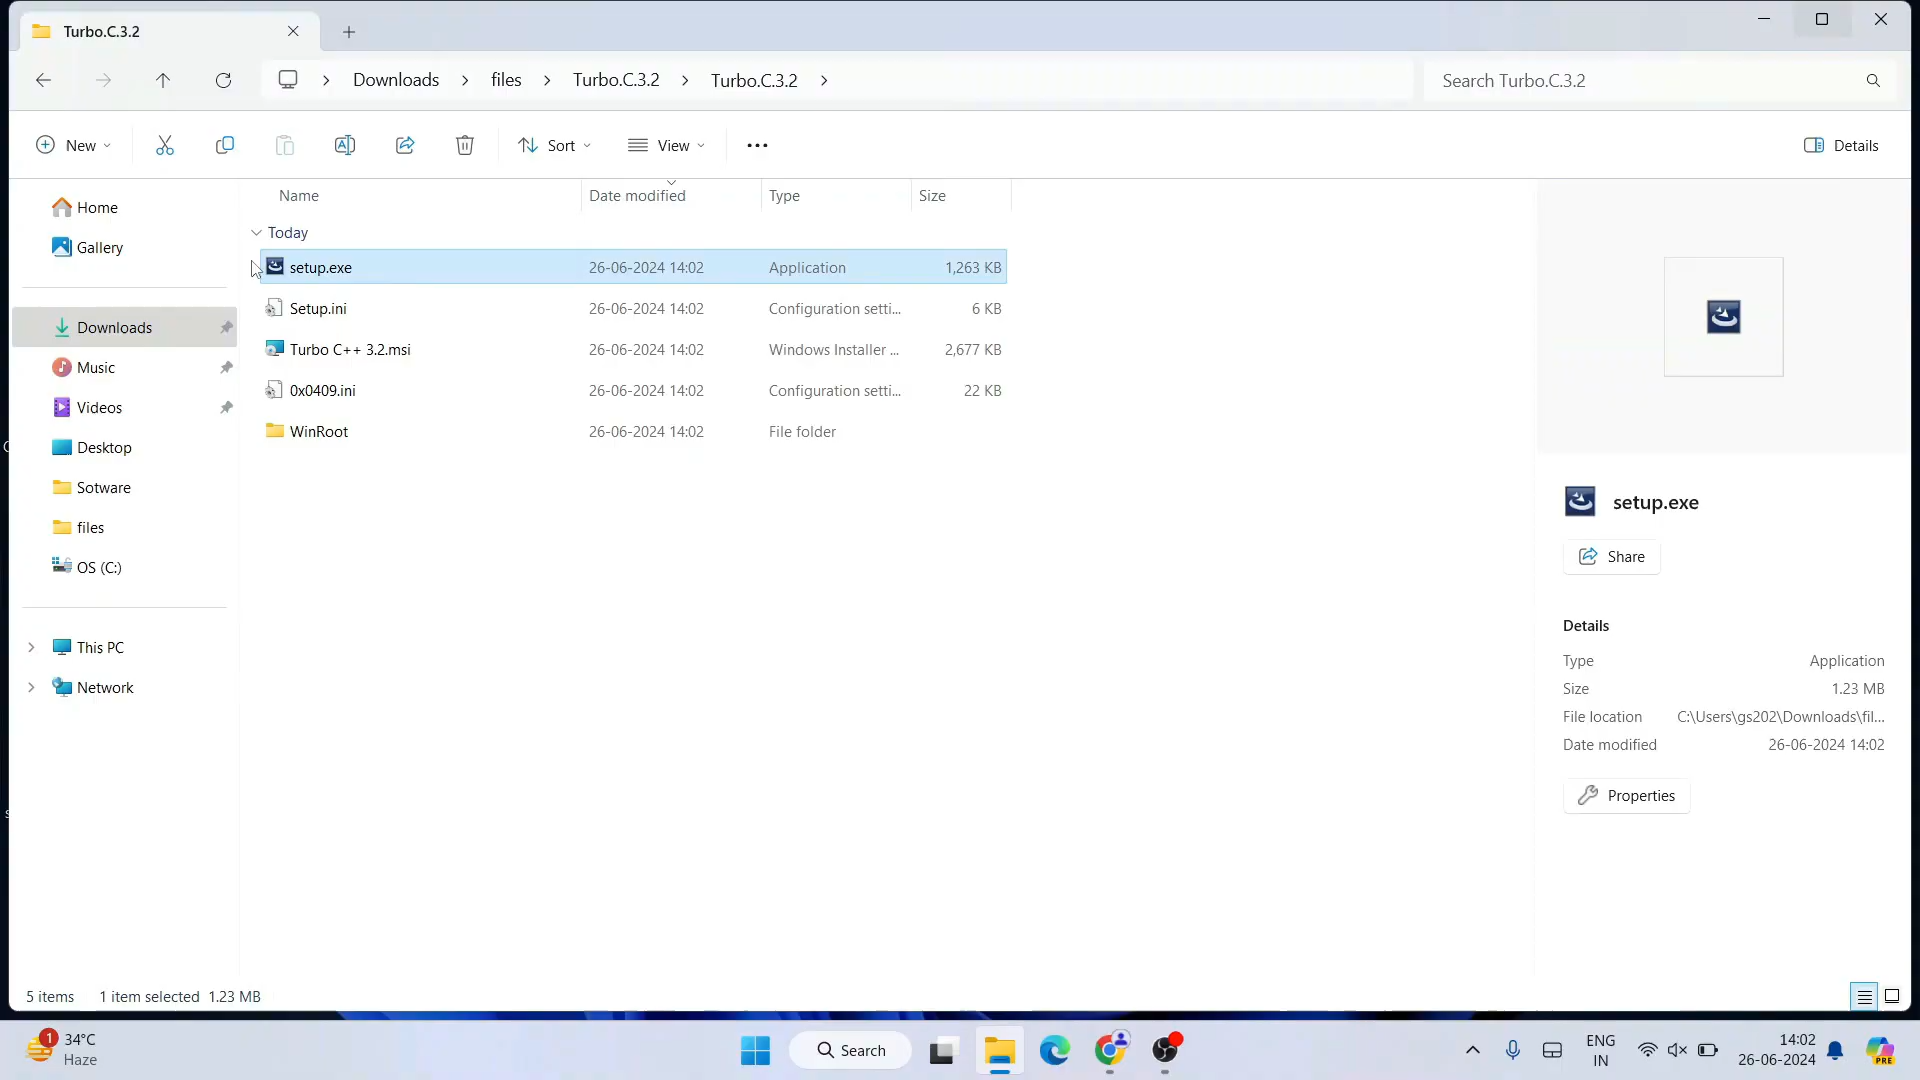 Turbo.C.3.2
Downloads files Turbo.C.3.2 Turbo.C.3.2
Search Turbo.C.3.2
New
Sort
View
Details
Home
Gallery
Downloads
Music
Videos
Desktop
Sotware
files
OS (C:)
This PC
Network
Name Date modified Type Size
Today
setup.exe 26-06-2024 14:02 Application 1,263 KB
Setup.ini 26-06-2024 14:02 Configuration setti... 6 KB
Turbo C++ 3.2.msi 26-06-2024 14:02 Windows Installer ... 2,677 KB
0x0409.ini 26-06-2024 14:02 Configuration setti... 22 KB
WinRoot 26-06-2024 14:02 File folder
setup.exe
Share
Details
Type Application
Size 1.23 MB
File location C:\Users\gs202\Downloads\fil...
Date modified 26-06-2024 14:02
Properties
5 items 1 item selected 1.23 MB
1
34°C
Haze
Search
ENG
IN
14:02
26-06-2024
PRE